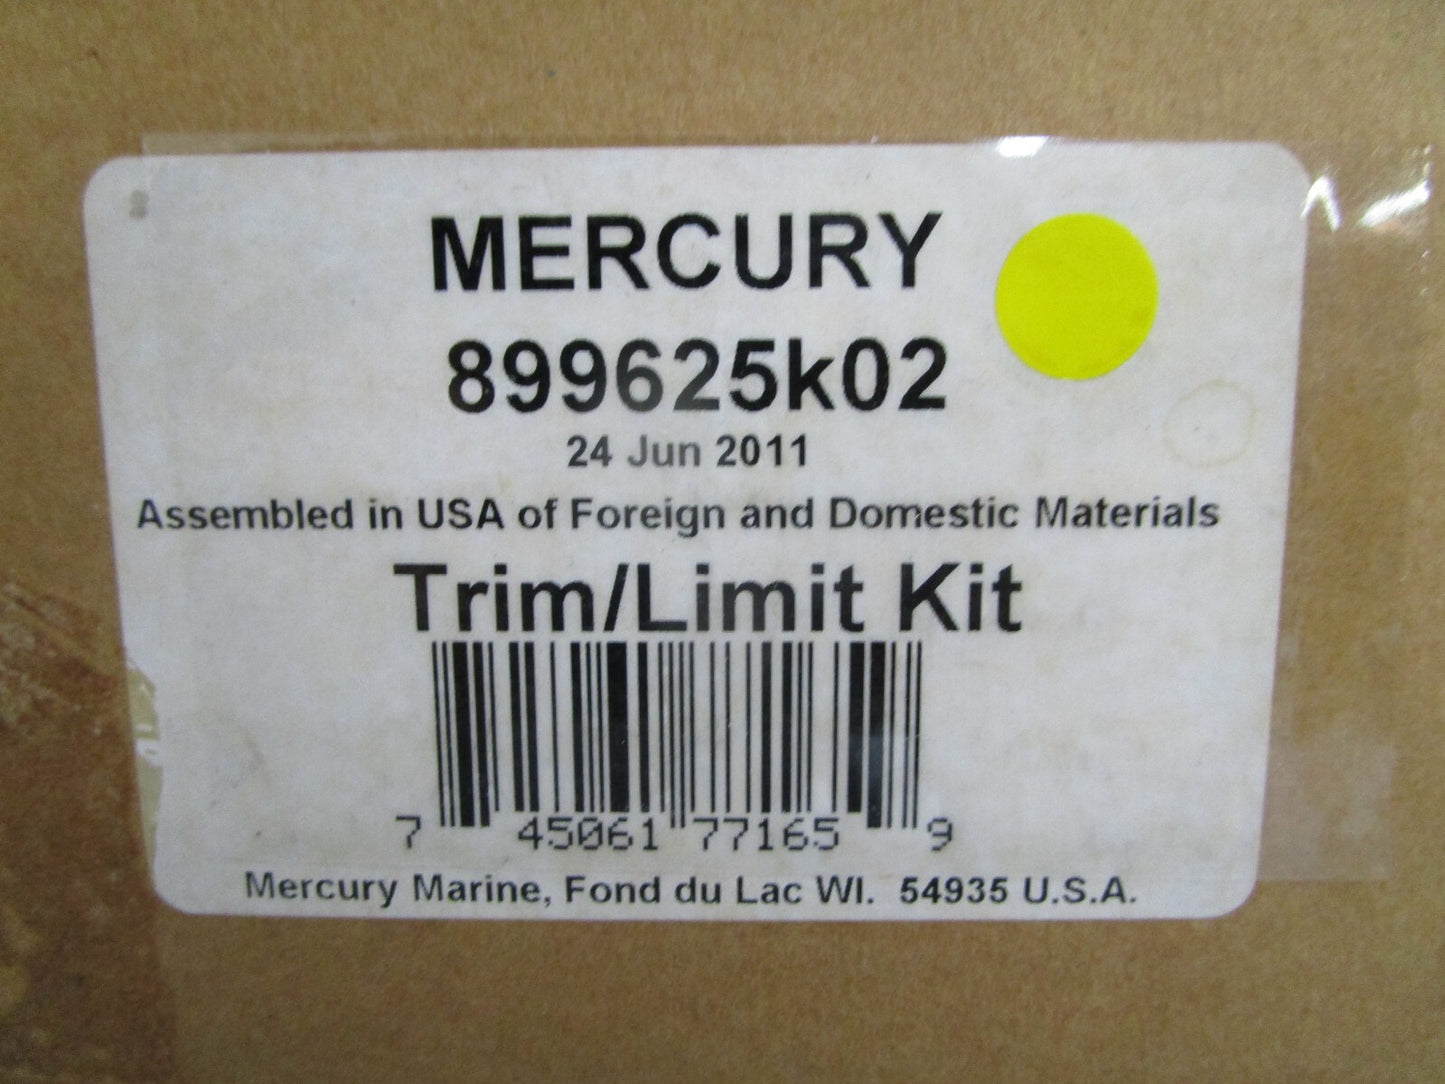 MERCURY
899625k02
24 Jun 2011
Assembled in USA of Foreign and Domestic Materials
Trim/Limit Kit
7 45061 77165 9
Mercury Marine, Fond du Lac WI. 54935 U.S.A.